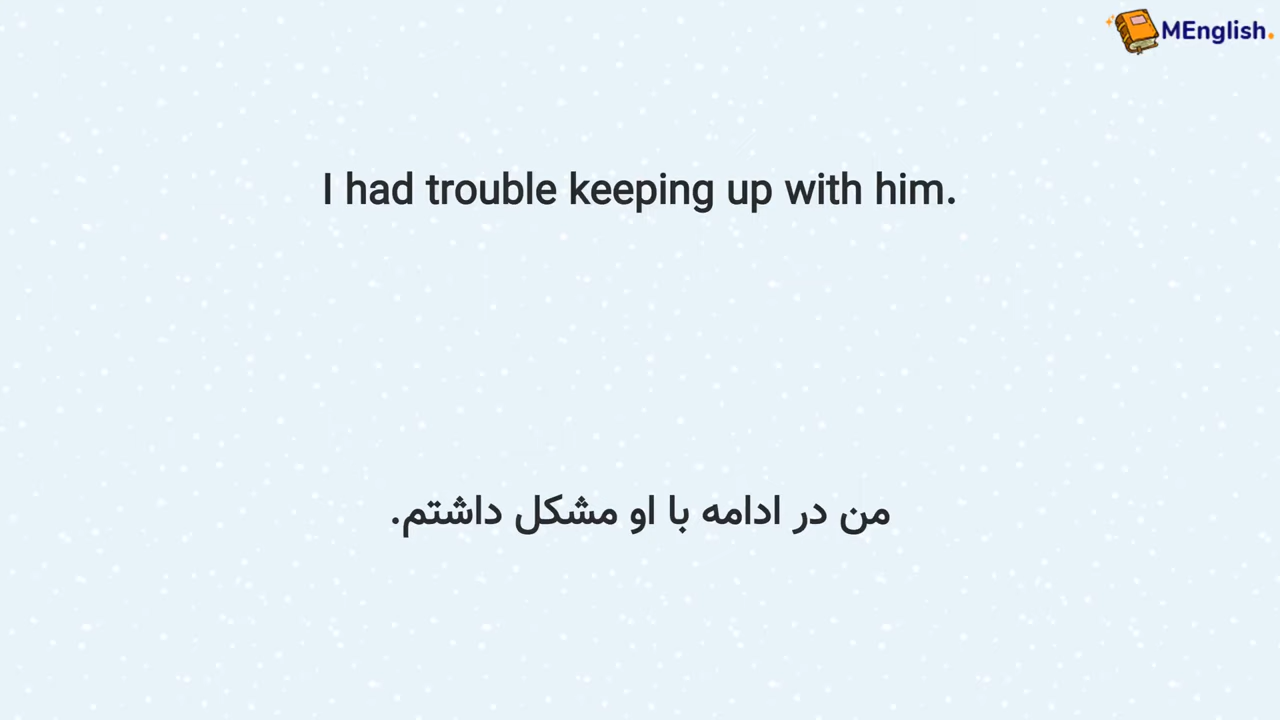 MEnglish.
I had trouble keeping up with him.
من در ادامه با او مشکل داشتم.